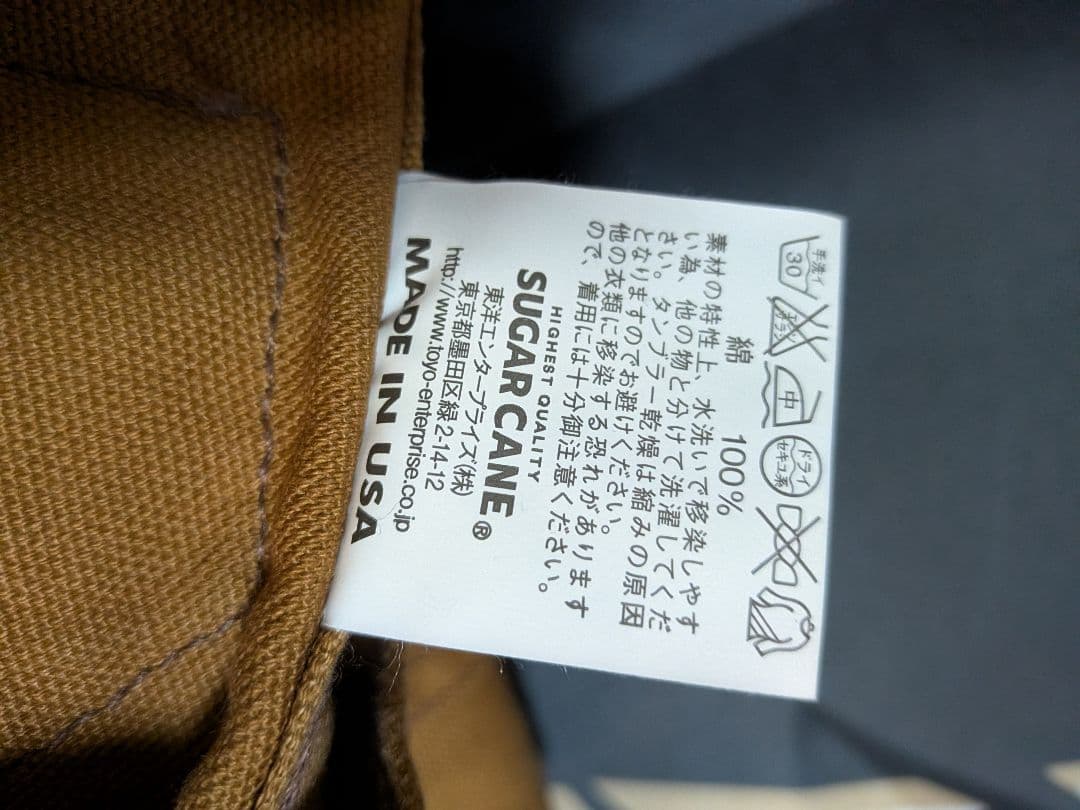 手洗イ
30
エンソ
サラシ
中
ドライ
セキユ系
綿 100%
素材の特性上、水洗いで移染しやす
い為、他の物と分けて洗濯してくだ
さい。タンブラー乾燥は縮みの原因
となりますのでお避けください。
他の衣類に移染する恐れがあります
ので、着用には十分御注意ください。
HIGHEST QUALITY
SUGAR CANE®
東洋エンタープライズ(株)
東京都墨田区緑2-14-12
http://www.toyo-enterprise.co.jp
MADE IN USA